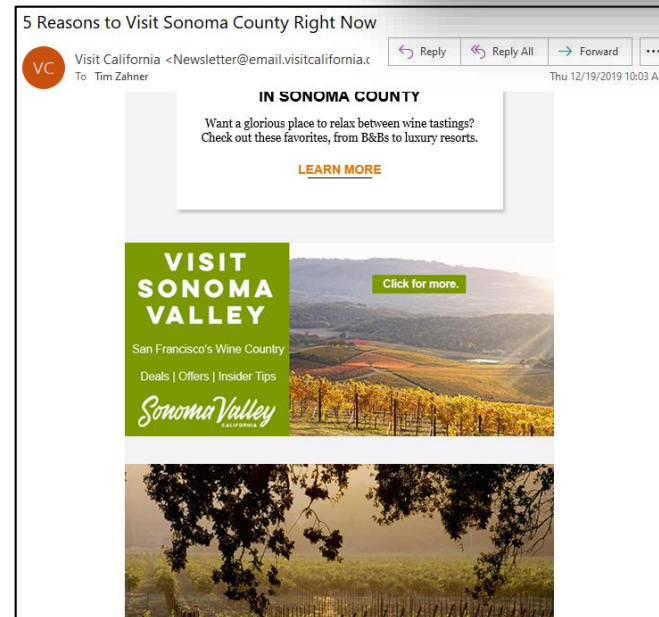 5 Reasons to Visit Sonoma County Right Now
VC
Visit California <Newsletter@email.visitcalifornia.c
Reply
Reply All
Forward
To Tim Zahner
Thu 12/19/2019 10:03 A
IN SONOMA COUNTY
Want a glorious place to relax between wine tastings?
Check out these favorites, from B&Bs to luxury resorts.
LEARN MORE
VISIT
SONOMA
VALLEY
San Francisco's Wine Country
Deals | Offers | Insider Tips
Sonoma Valley
CALIFORNIA
Click for more.